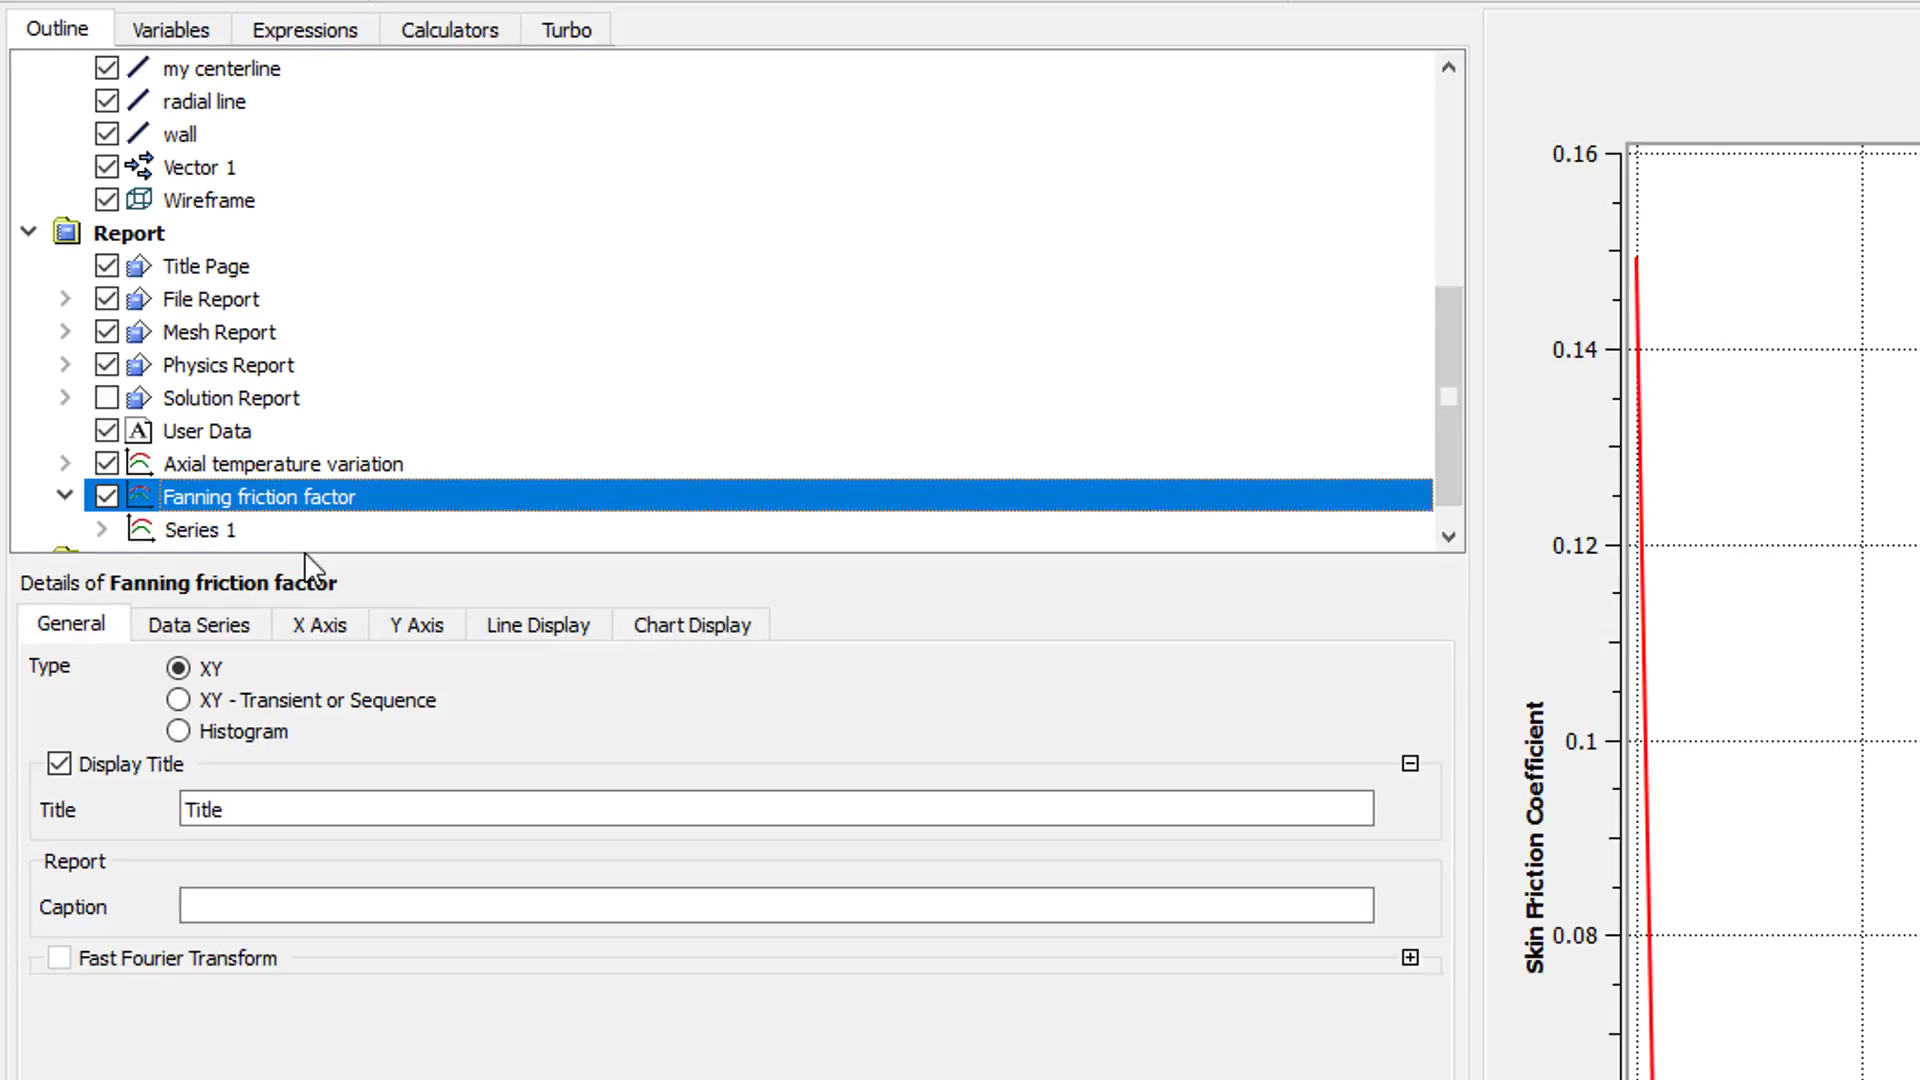 Outline Variables Expressions Calculators Turbo
my centerline
radial line
wall
Vector 1
Wireframe
Report
Title Page
File Report
Mesh Report
Physics Report
Solution Report
A User Data
Axial temperature variation
Fanning friction factor
Series 1
Details of Fanning friction factor
General Data Series X Axis Y Axis Line Display Chart Display
Type XY
XY - Transient or Sequence
Histogram
Display Title
Title Title
Report
Caption
Fast Fourier Transform
0.16
0.14
0.12
0.1
0.08
Skin Friction Coefficient